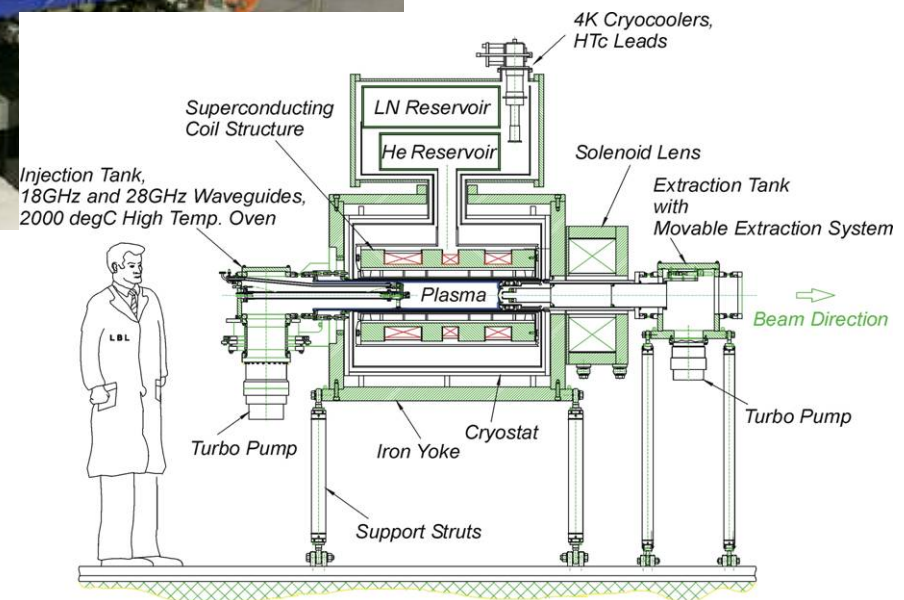 4K Cryocoolers,
HTc Leads
LN Reservoir
Superconducting
Coil Structure
He Reservoir
Solenoid Lens
Injection Tank,
18GHz and 28GHz Waveguides,
2000 degC High Temp. Oven
Extraction Tank
with
Movable Extraction System
Plasma
Beam Direction
LBL
Turbo Pump
Iron Yoke
Cryostat
Turbo Pump
Support Struts